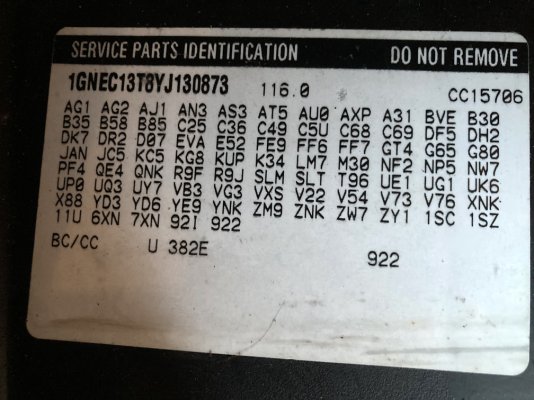 SERVICE PARTS IDENTIFICATION DO NOT REMOVE
1GNEC13T8YJ130873 116.0 CC15706
AG1 AG2 AJ1 AN3 AS3 AT5 AU0 AXP A31 BVE B30
B35 B58 B85 C25 C36 C49 C5U C68 C69 DF5 DH2
DK7 DR2 D07 EVA E52 FE9 FF6 FF7 GT4 G65 G80
JAN JC5 KC5 KG8 KUP K34 LM7 M30 NF2 NP5 NW7
PF4 QE4 QNK R9F R9J SLM SLT T96 UE1 UG1 UK6
UP0 UQ3 UY7 VB3 VG3 VXS V22 V54 V73 V76 XNK
X88 YD3 YD6 YE9 YNK ZM9 ZNK ZW7 ZY1 1SC 1SZ
11U 6XN 7XN 92I 922
BC/CC U 382E 922